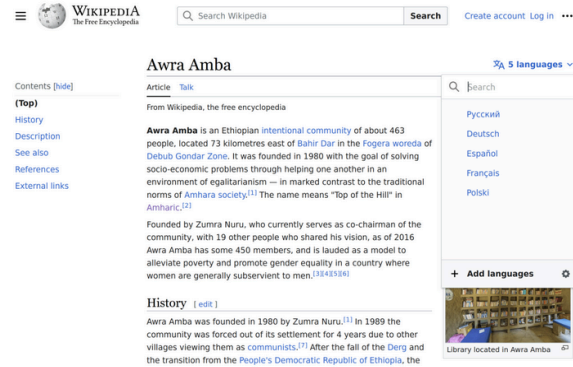 WIKIPEDIA
The Free Encyclopedia
Search Wikipedia
Search
Create account
Log in
Contents [hide]
(Top)
History
Description
See also
References
External links
Awra Amba
5 languages
Article
Talk
From Wikipedia, the free encyclopedia
Awra Amba is an Ethiopian intentional community of about 463
people, located 73 kilometres east of Bahir Dar in the Fogera woreda of
Debub Gondar Zone. It was founded in 1980 with the goal of solving
socio-economic problems through helping one another in an
environment of egalitarianism — in marked contrast to the traditional
norms of Amhara society.[1] The name means "Top of the Hill" in
Amharic.[2]
Founded by Zumra Nuru, who currently serves as co-chairman of the
community, with 19 other people who shared his vision, as of 2016
Awra Amba has some 450 members, and is lauded as a model to
alleviate poverty and promote gender equality in a country where
women are generally subservient to men.[3][4][5][6]
History [ edit ]
Awra Amba was founded in 1980 by Zumra Nuru.[1] In 1989 the
community was forced out of its settlement for 4 years due to other
villages viewing them as communists.[7] After the fall of the Derg and
the transition from the People's Democratic Republic of Ethiopia, the
Search
Русский
Deutsch
Español
Français
Polski
+ Add languages
Library located in Awra Amba